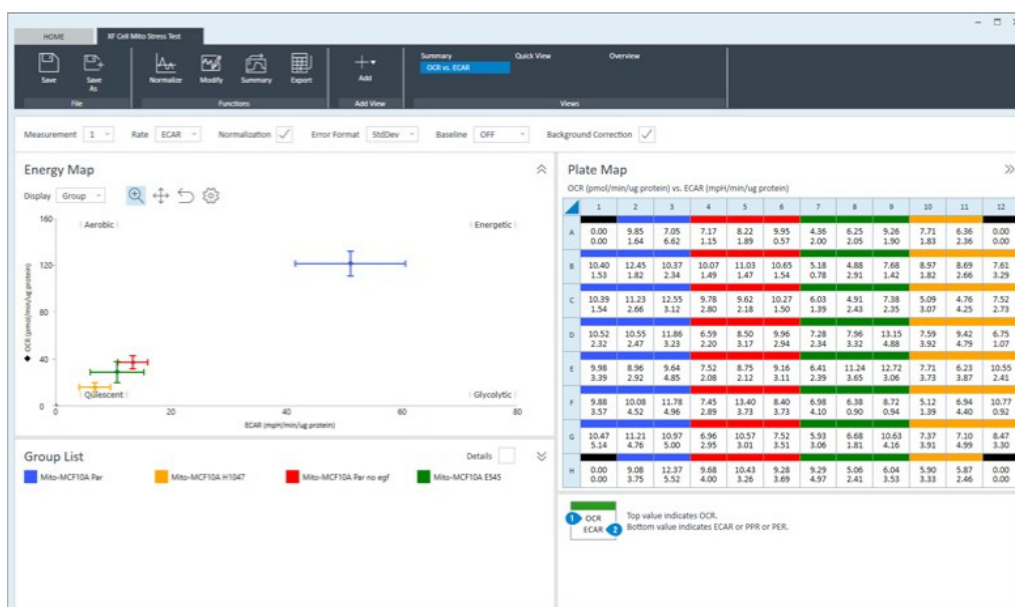 HOME XF Cell Mito Stress Test
Save Save As Normalize Modify Summary Export Add
Summary Quick View Overview
OCR vs. ECAR
File Functions Add View Views
Measurement 1 Rate ECAR Normalization Error Format StdDev Baseline OFF Background Correction
Energy Map
Display Group
160 Aerobic Energetic
120
80
40
0 Quiescent Glycolytic
OCR (pmol/min/ug protein)
0 20 40 60 80
ECAR (mpH/min/ug protein)
Group List Details
Mito-MCF10A Par Mito-MCF10A H1047 Mito-MCF10A Par no egf Mito-MCF10A E545
Plate Map
OCR (pmol/min/ug protein) vs. ECAR (mpH/min/ug protein)
1 2 3 4 5 6 7 8 9 10 11 12
A 0.00 9.85 7.05 7.17 8.22 9.95 4.36 6.25 9.26 7.71 6.36 0.00
0.00 1.64 6.62 1.15 1.89 0.57 2.00 2.05 1.90 1.83 2.36 0.00
B 10.40 12.45 10.37 10.07 11.03 10.65 5.18 4.88 7.68 8.97 8.69 7.61
1.53 1.82 2.34 1.49 1.47 1.54 0.78 2.91 1.42 1.82 2.66 3.29
C 10.39 11.23 12.55 9.78 9.62 10.27 6.03 4.91 7.38 5.09 4.76 7.52
1.54 2.66 3.12 2.80 2.18 1.50 1.39 2.43 2.35 3.07 4.25 2.73
D 10.52 10.55 11.86 6.59 8.50 9.96 7.28 7.96 13.15 7.59 9.42 6.75
2.32 2.47 3.23 2.20 3.17 2.94 2.34 3.32 4.88 3.92 4.79 1.07
E 9.98 8.96 9.64 7.52 8.75 9.16 6.41 11.24 12.72 7.71 6.23 10.55
3.39 2.92 4.85 2.08 2.12 3.11 2.39 3.65 3.06 3.73 3.87 2.41
F 9.88 10.08 11.78 7.45 13.40 8.40 6.98 6.38 8.72 5.12 6.94 10.77
3.57 4.52 4.96 2.89 3.73 3.73 4.10 0.90 0.94 1.39 4.40 0.92
G 10.47 11.21 10.97 6.96 10.57 7.52 5.93 6.68 10.63 7.37 7.10 8.47
5.14 4.76 5.00 2.95 3.01 3.51 3.06 1.81 4.16 3.91 4.99 3.30
H 0.00 9.08 12.37 9.68 10.43 9.28 9.29 5.06 6.04 5.90 5.87 0.00
0.00 3.75 5.52 4.00 3.26 3.69 4.97 2.41 3.53 3.33 2.46 0.00
1 OCR Top value indicates OCR.
ECAR 2 Bottom value indicates ECAR or PPR or PER.